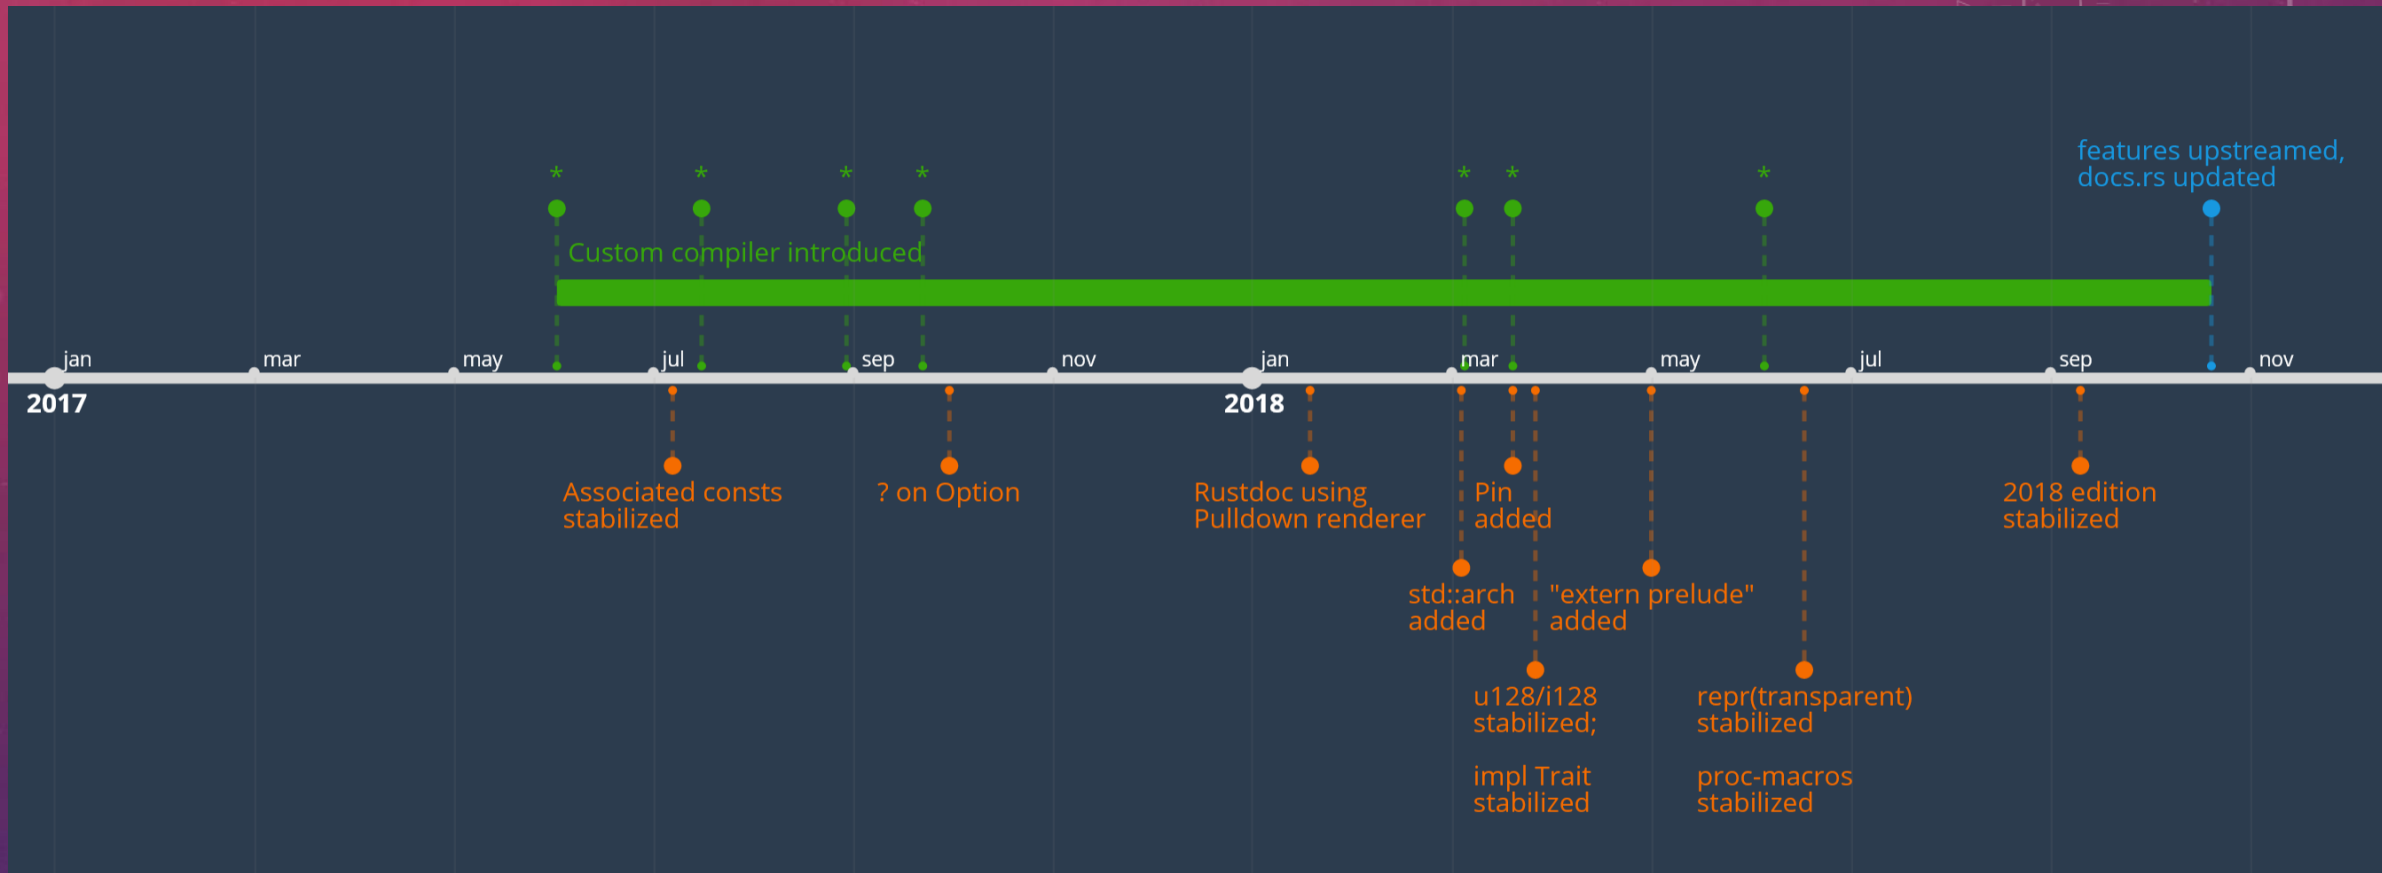 * * * * * * *
features upstreamed,
docs.rs updated
Custom compiler introduced
jan mar may jul sep nov jan mar may jul sep nov
2017 2018
Associated consts
stabilized
? on Option
Rustdoc using
Pulldown renderer
Pin
added
2018 edition
stabilized
std::arch
added
"extern prelude"
added
u128/i128
stabilized;
impl Trait
stabilized
repr(transparent)
stabilized
proc-macros
stabilized